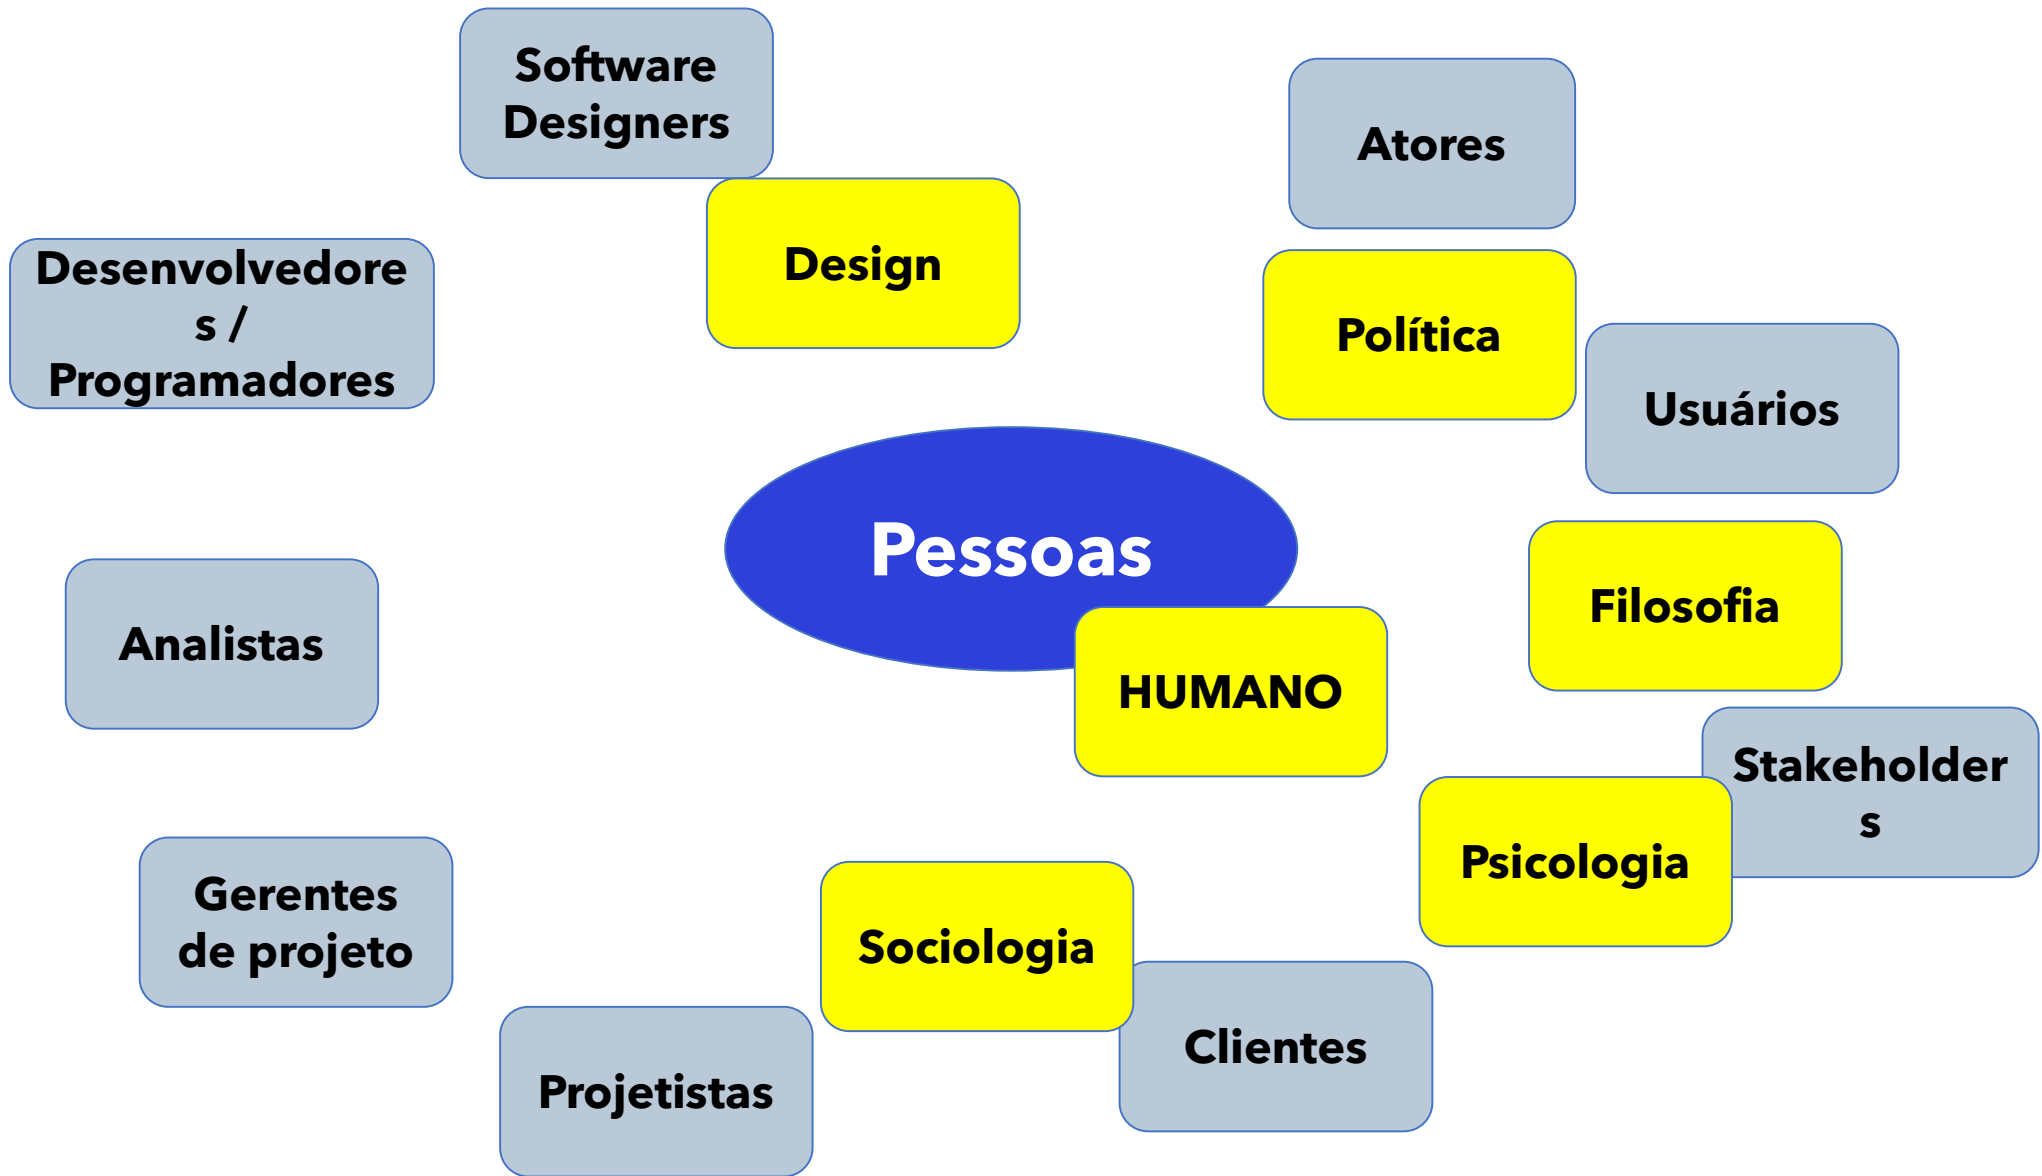 Software
Designers
Atores
Design
Desenvolvedore
s /
Programadores
Política
Usuários
Pessoas
Filosofia
Analistas
HUMANO
Stakeholder
s
Psicologia
Gerentes
de projeto
Sociologia
Clientes
Projetistas